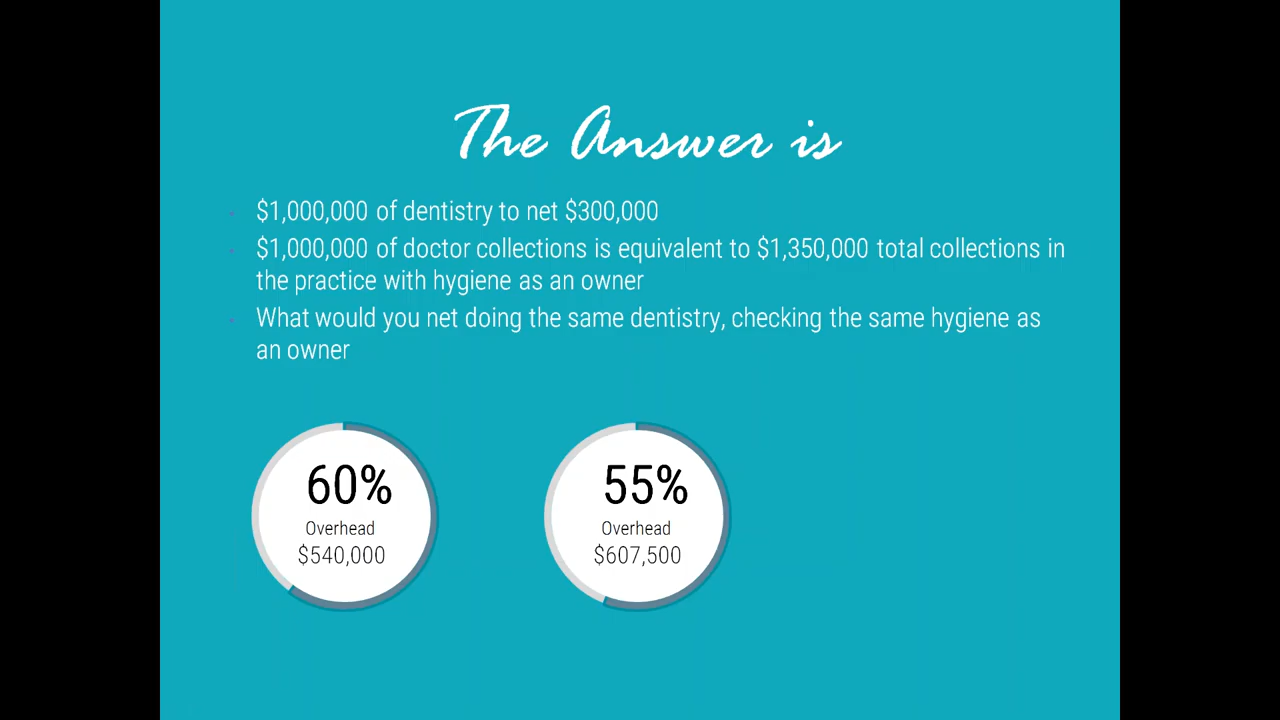 The Answer is
$1,000,000 of dentistry to net $300,000
$1,000,000 of doctor collections is equivalent to $1,350,000 total collections in
the practice with hygiene as an owner
What would you net doing the same dentistry, checking the same hygiene as
an owner
60%
Overhead
$540,000
55%
Overhead
$607,500